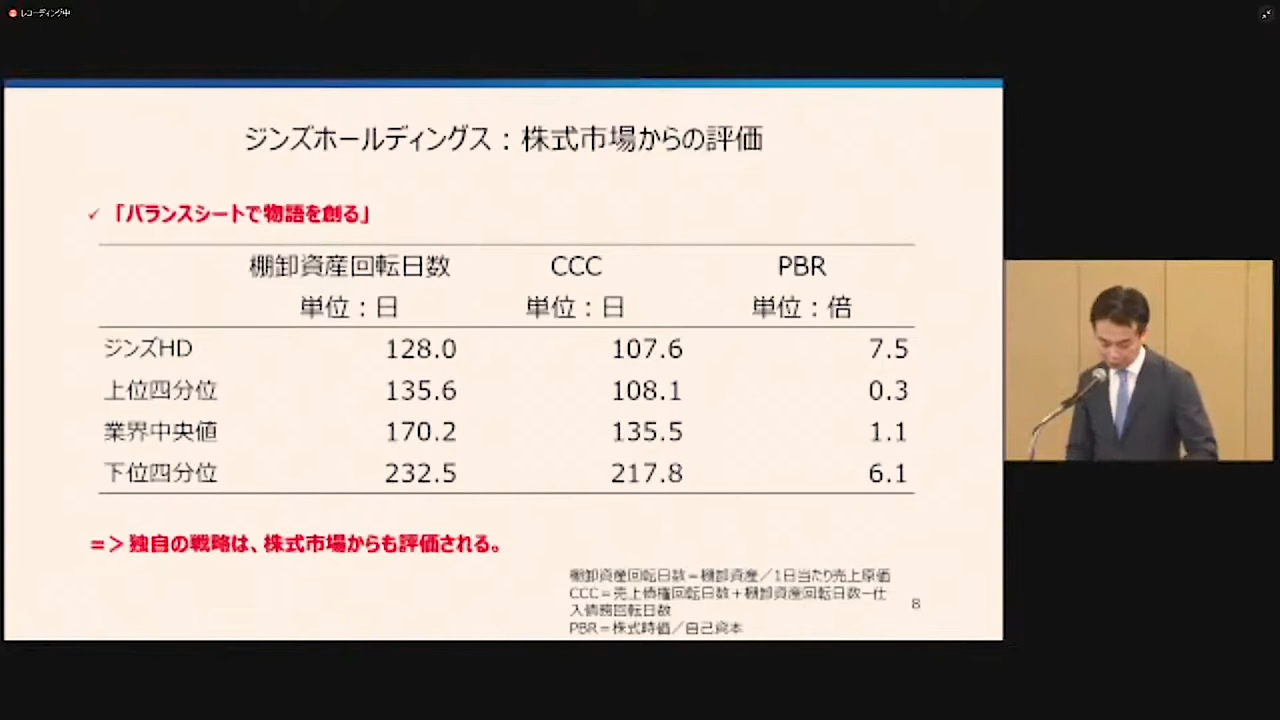 レコーディング中
ジンズホールディングス：株式市場からの評価
✓ 「バランスシートで物語を創る」
棚卸資産回転日数 CCC PBR
単位：日 単位：日 単位：倍
ジンズHD 128.0 107.6 7.5
上位四分位 135.6 108.1 0.3
業界中央値 170.2 135.5 1.1
下位四分位 232.5 217.8 6.1
＝＞独自の戦略は、株式市場からも評価される。
棚卸資産回転日数＝棚卸資産／1日当たり売上原価
CCC＝売上債権回転日数＋棚卸資産回転日数－仕
入債務回転日数
PBR＝株式時価／自己資本
8